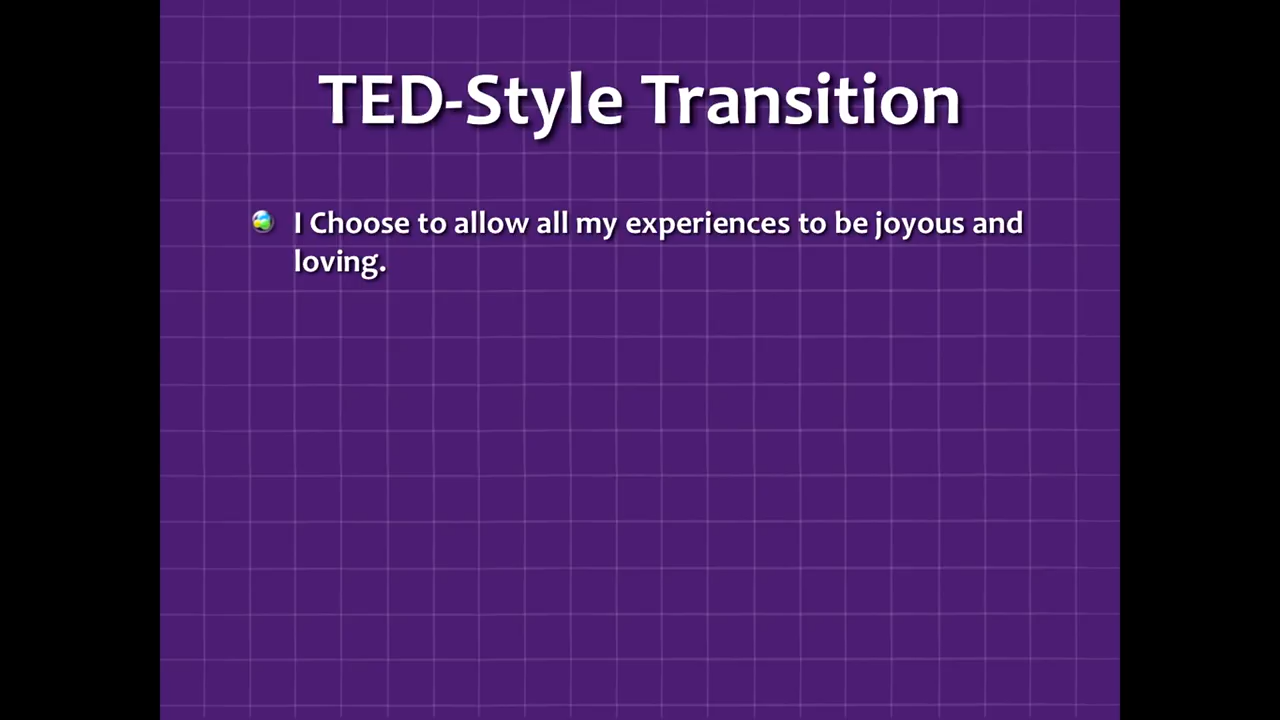 TED-Style Transition
I Choose to allow all my experiences to be joyous and
loving.